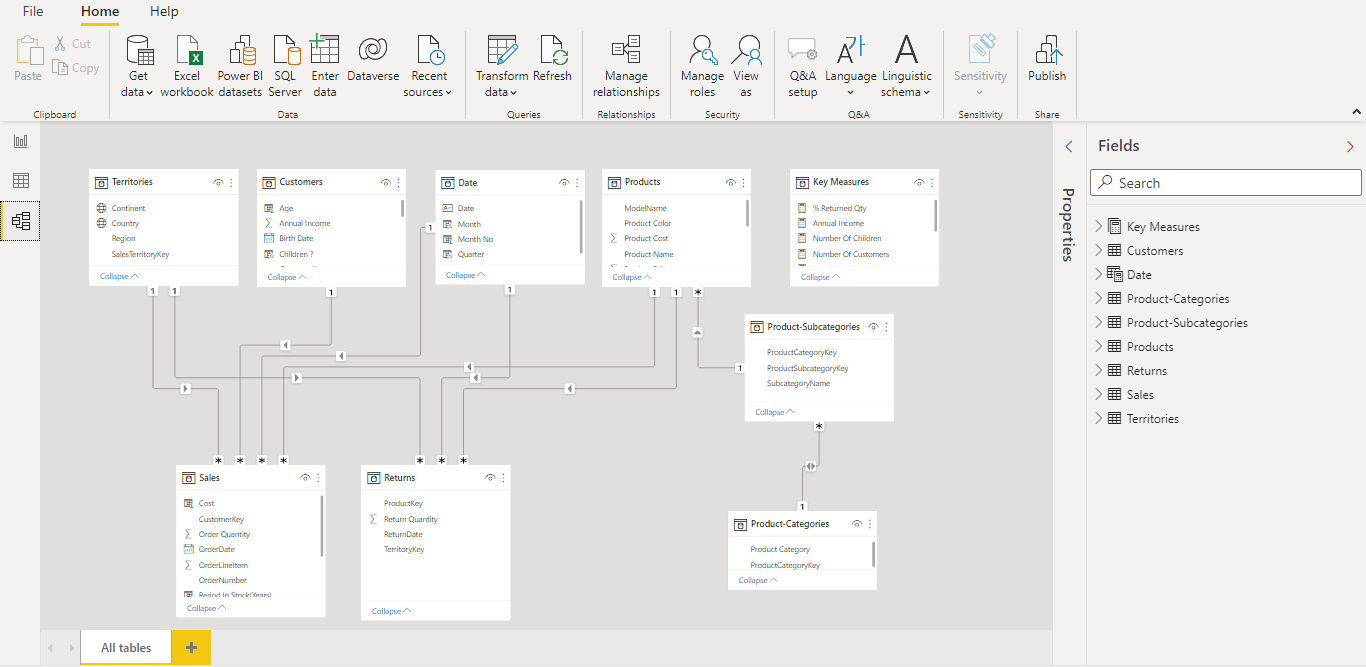 File Home Help
Paste
Cut
Copy
Get data
Excel workbook
Power BI datasets
SQL Server
Enter data
Dataverse
Recent sources
Transform data
Refresh
Manage relationships
Manage roles
View as
Q&A setup
Language
Linguistic schema
Sensitivity
Publish
Clipboard
Data
Queries
Relationships
Security
Q&A
Sensitivity
Share
Territories
Continent
Country
Region
SalesTerritoryKey
Collapse
Customers
Age
Annual Income
Birth Date
Children ?
Collapse
Date
Date
Month
Month No
Quarter
Collapse
Products
ModelName
Product Color
Product Cost
Product Name
Collapse
Key Measures
% Returned Qty
Annual Income
Number Of Children
Number Of Customers
Collapse
1
1
1
1
1
1
1
*
Product-Subcategories
ProductCategoryKey
ProductSubcategoryKey
SubcategoryName
Collapse
1
*
1
* * * *
* * *
Sales
Cost
CustomerKey
Order Quantity
OrderDate
OrderLineItem
OrderNumber
Period In Stock(Years)
Collapse
Returns
ProductKey
Return Quantity
ReturnDate
TerritoryKey
Collapse
Product-Categories
Product Category
ProductCategoryKey
Collapse
All tables
Properties
Fields
Search
Key Measures
Customers
Date
Product-Categories
Product-Subcategories
Products
Returns
Sales
Territories